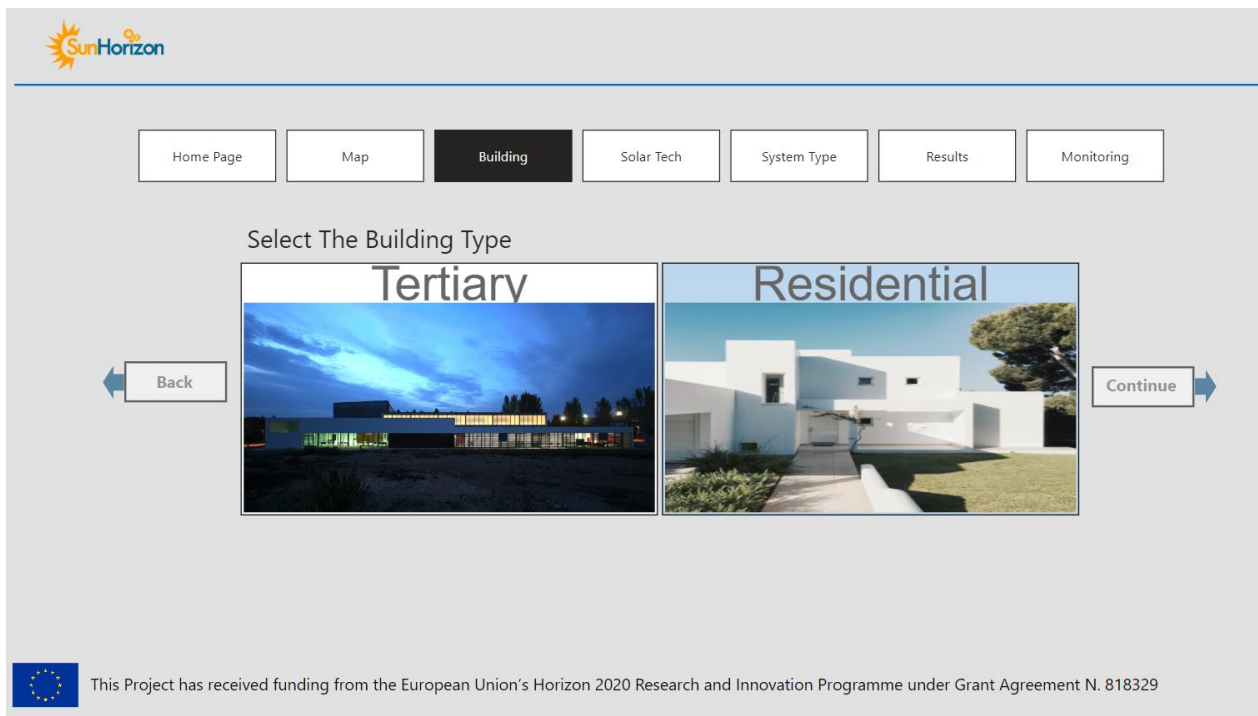 SunHorizon
Home Page
Map
Building
Solar Tech
System Type
Results
Monitoring
Select The Building Type
Tertiary
Residential
Back
Continue
This Project has received funding from the European Union’s Horizon 2020 Research and Innovation Programme under Grant Agreement N. 818329